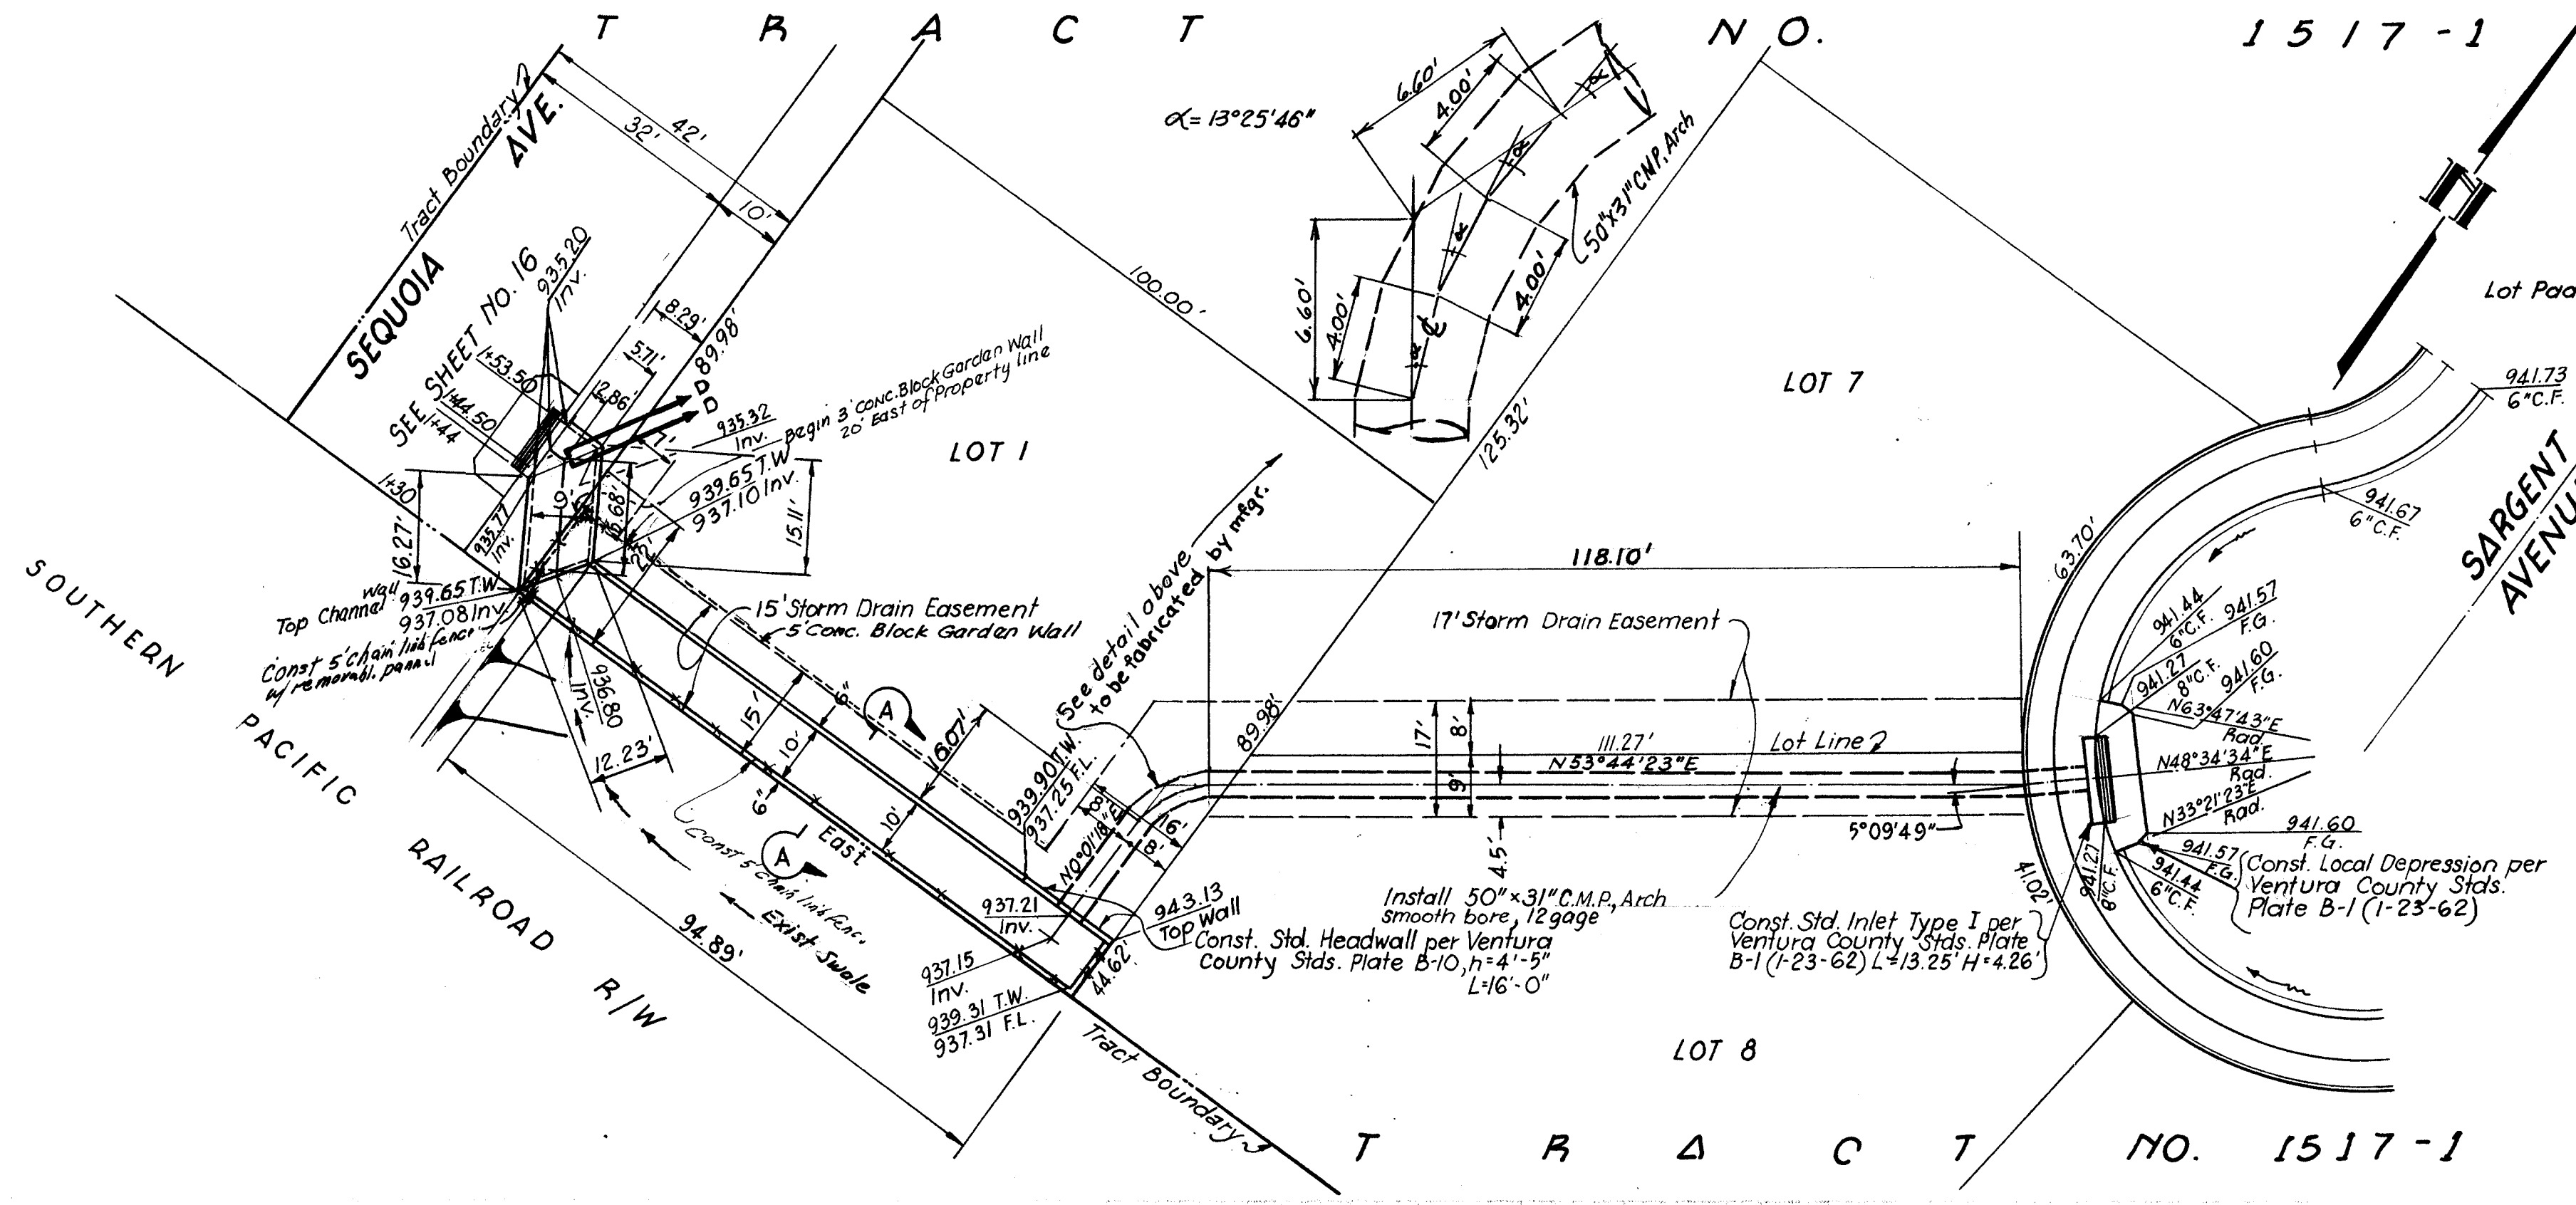 TRACT NO. 1517-1
Tract Boundary
SEQUOIA AVE.
42'
32'
10'
SEE SHEET NO. 16
935.20
Inv.
1+53.50
1+44.50
1+44
1+30
8.29'
5.71'
2.86'
89.98'
D
D
7'
935.32
Inv.
Begin 3' Conc. Block Garden Wall
20' East of Property line
939.65 T.W
937.10 Inv.
9'
15.11'
22'
16.27'
935.77
Inv.
Top Channel wall
939.65 T.W
937.08 Inv.
Const 5' chain link fence
w/ removabl. pannel
936.80
Inv.
12.23'
100.00'
LOT 1
α= 13°25'46"
6.60'
4.00'
α
α
α
α
6.60'
4.00'
4.00'
℄
50"X31" C.M.P., Arch
125.32'
LOT 7
Lot Pad
SOUTHERN PACIFIC RAILROAD R/W
15' Storm Drain Easement
5' Conc. Block Garden Wall
15'
10'
6"
6"
A
16.07'
10'
East
A
Const 5' Chain link fence
Exist Swale
94.89'
939.90 T.W.
937.25 F.L.
8'
16'
8'
N0°01'18"E
See detail above
to be fabricated by mfgr.
89.98'
118.10'
17' Storm Drain Easement
17'
8'
9'
4.5'
111.27'
Lot Line
N53°44'23"E
5°09'49"
937.21
Inv.
937.15
Inv.
939.31 T.W.
937.31 F.L.
943.13
Top Wall
44.62'
Const. Std. Headwall per Ventura
County Stds. Plate B-10, h=4'-5"
L=16'-0"
Install 50"×31" C.M.P., Arch
smooth bore, 12 gage
Const. Std. Inlet Type I per
Ventura County Stds. Plate
B-1 (1-23-62) L=13.25' H=4.26'
Tract Boundary
LOT 8
63.70'
41.02'
941.73
6"C.F.
941.67
6"C.F.
SARGENT
941.44
6"C.F.
941.57
F.G.
941.27
8"C.F.
941.60
F.G.
N63°47'43"E
Rad.
N48°34'34"E
Rad.
N33°21'23"E
Rad.
941.60
F.G.
941.57
F.G.
941.44
6"C.F.
941.27
8"C.F.
Const. Local Depression per
Ventura County Stds.
Plate B-1 (1-23-62)
TRACT NO. 1517-1